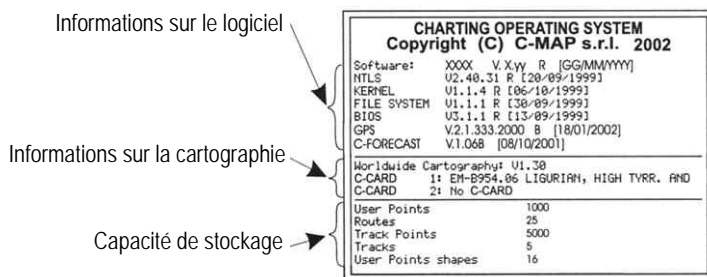 Informations sur le logiciel
Informations sur la cartographie
Capacité de stockage
CHARTING OPERATING SYSTEM
Copyright (C) C-MAP s.r.l. 2002
Software: XXXX V.X.yy R [GG/MM/YYYY]
NTLS V2.40.31 R [20/09/1999]
KERNEL V1.1.4 R [06/10/1999]
FILE SYSTEM V1.1.1 R [30/09/1999]
BIOS V3.1.1 R [13/09/1999]
GPS V.2.1.333.2000 B [18/01/2002]
C-FORECAST V.1.06B [08/10/2001]
Worldwide Cartography: V1.30
C-CARD 1: EM-B954.06 LIGURIAN, HIGH TYRR. AND
C-CARD 2: No C-CARD
User Points 1000
Routes 25
Track Points 5000
Tracks 5
User Points shapes 16